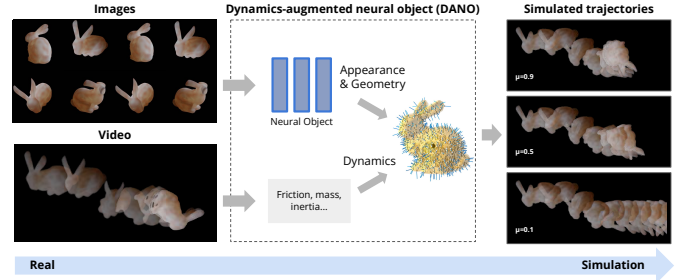 Images
Dynamics-augmented neural object (DANO)
Simulated trajectories
Appearance
& Geometry
Neural Object
Video
Dynamics
Friction, mass,
inertia...
μ=0.9
μ=0.5
μ=0.1
Real
Simulation